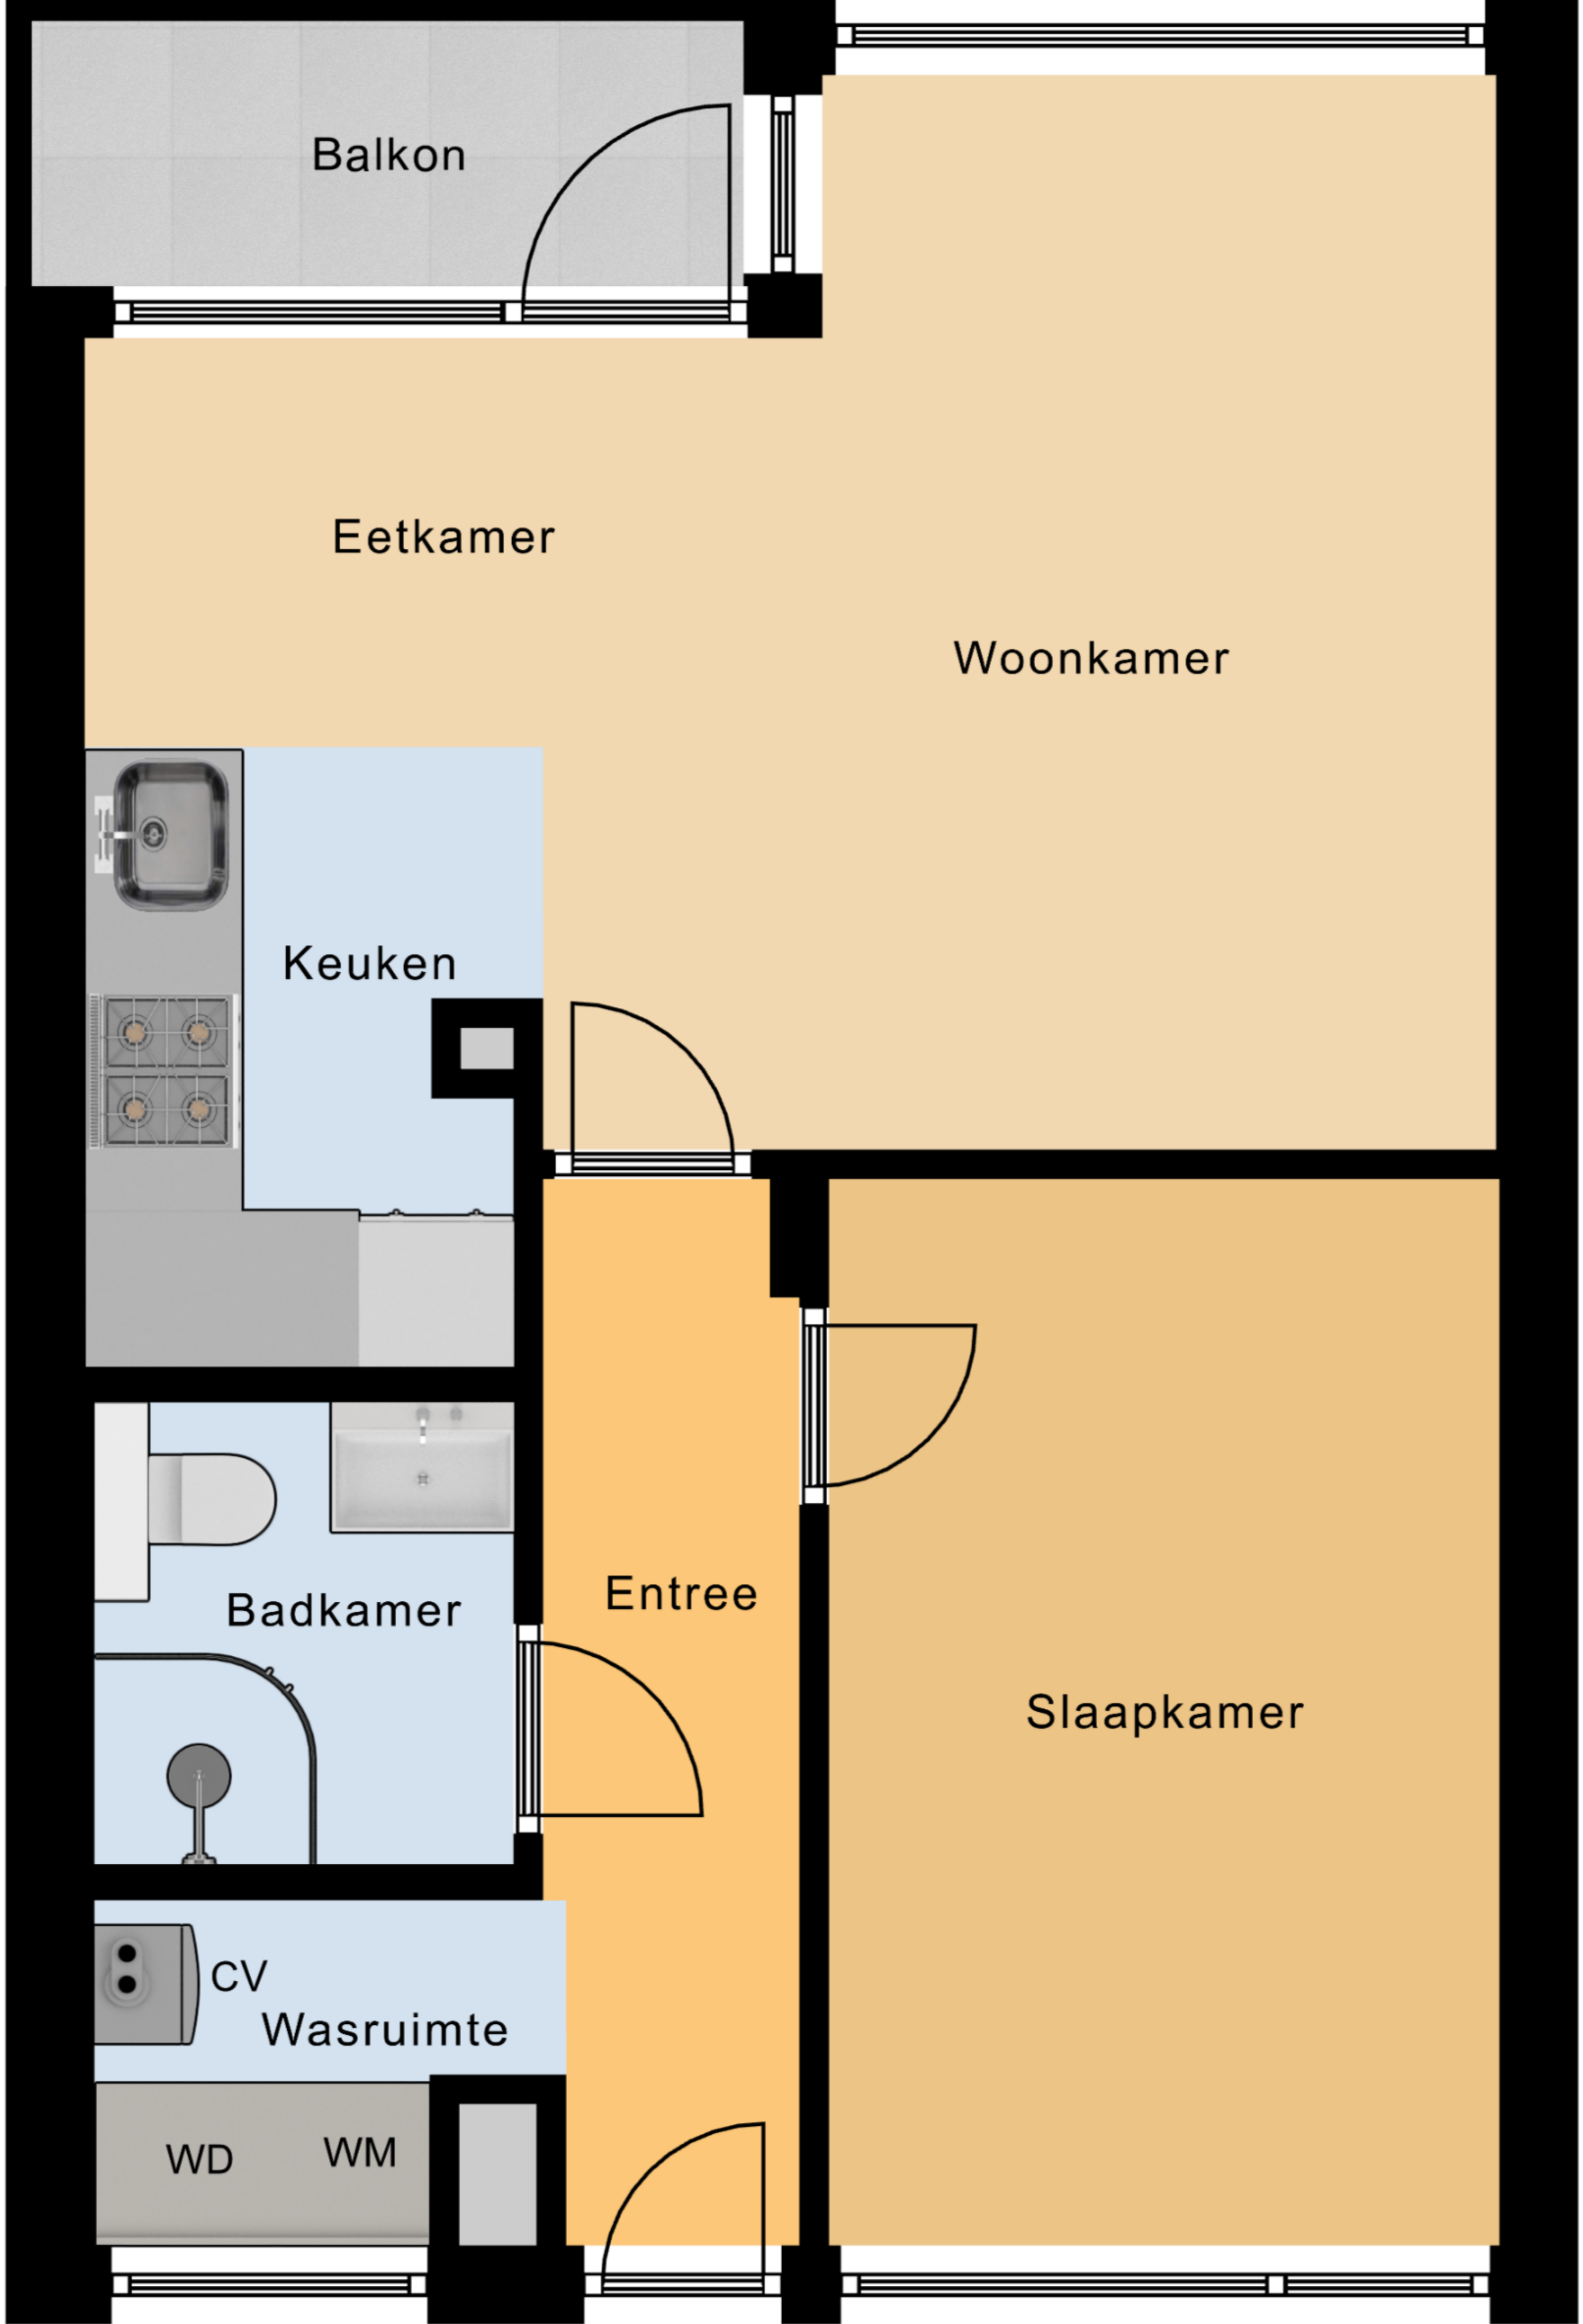 Balkon
Eetkamer
Woonkamer
Keuken
Entree
Badkamer
Slaapkamer
CV
Wasruimte
WD
WM